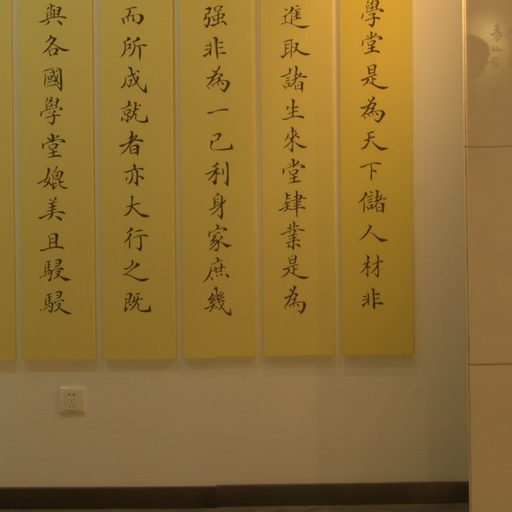 學堂是為天下儲人材非
進取諸生來堂肄業是為
强非為一己利身家庶幾
而所成就者亦大行之既
與各國學堂媲美且駸駸